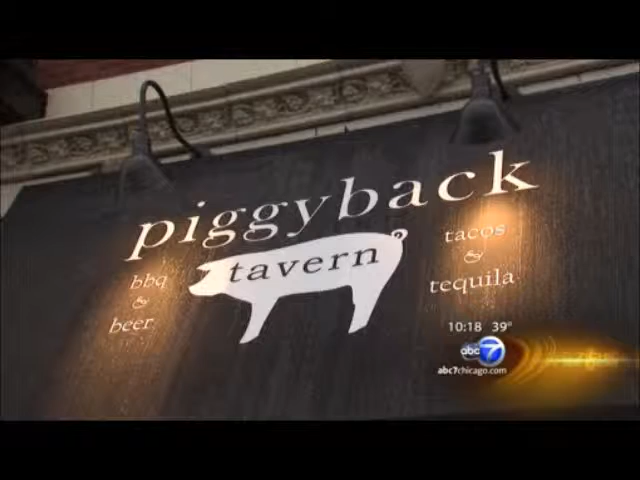 piggyback
tavern
bbq
&
beer
tacos
&
tequila
10:18 39°
abc 7
abc7chicago.com